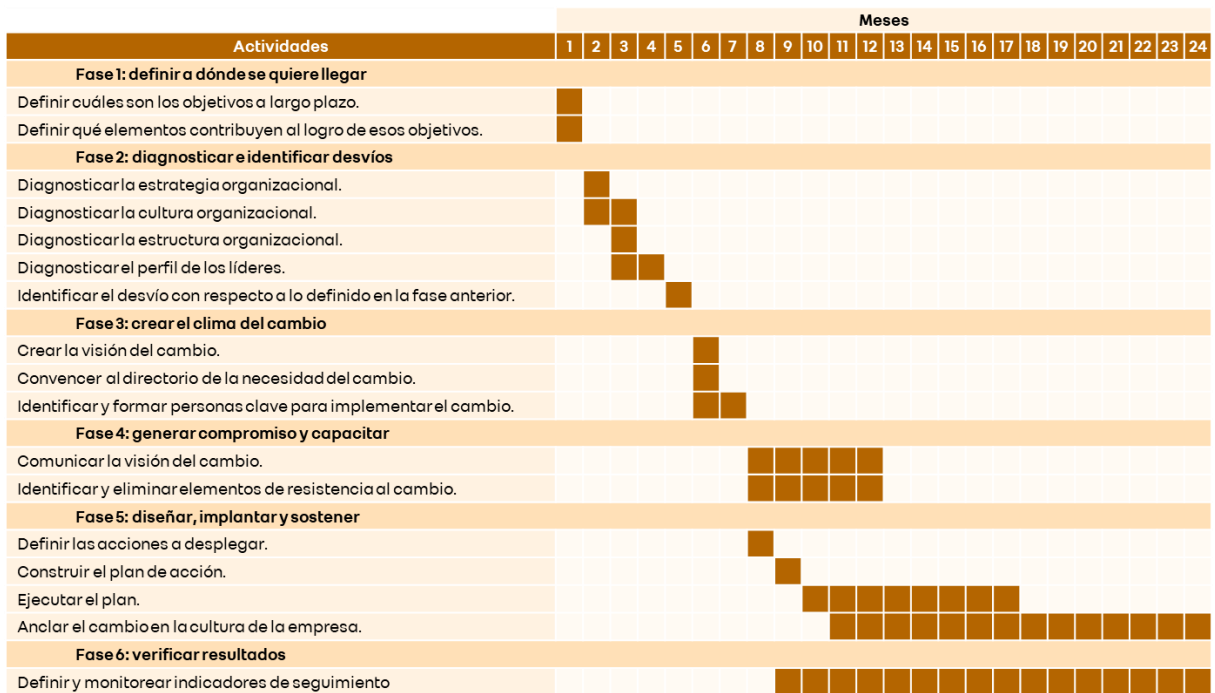 Meses
Actividades 1 2 3 4 5 6 7 8 9 10 11 12 13 14 15 16 17 18 19 20 21 22 23 24
Fase 1: definir a dónde se quiere llegar
Definir cuáles son los objetivos a largo plazo.
Definir qué elementos contribuyen al logro de esos objetivos.
Fase 2: diagnosticar e identificar desvíos
Diagnosticar la estrategia organizacional.
Diagnosticar la cultura organizacional.
Diagnosticar la estructura organizacional.
Diagnosticar el perfil de los líderes.
Identificar el desvío con respecto a lo definido en la fase anterior.
Fase 3: crear el clima del cambio
Crear la visión del cambio.
Convencer al directorio de la necesidad del cambio.
Identificar y formar personas clave para implementar el cambio.
Fase 4: generar compromiso y capacitar
Comunicar la visión del cambio.
Identificar y eliminar elementos de resistencia al cambio.
Fase 5: diseñar, implantar y sostener
Definir las acciones a desplegar.
Construir el plan de acción.
Ejecutar el plan.
Anclar el cambio en la cultura de la empresa.
Fase 6: verificar resultados
Definir y monitorear indicadores de seguimiento